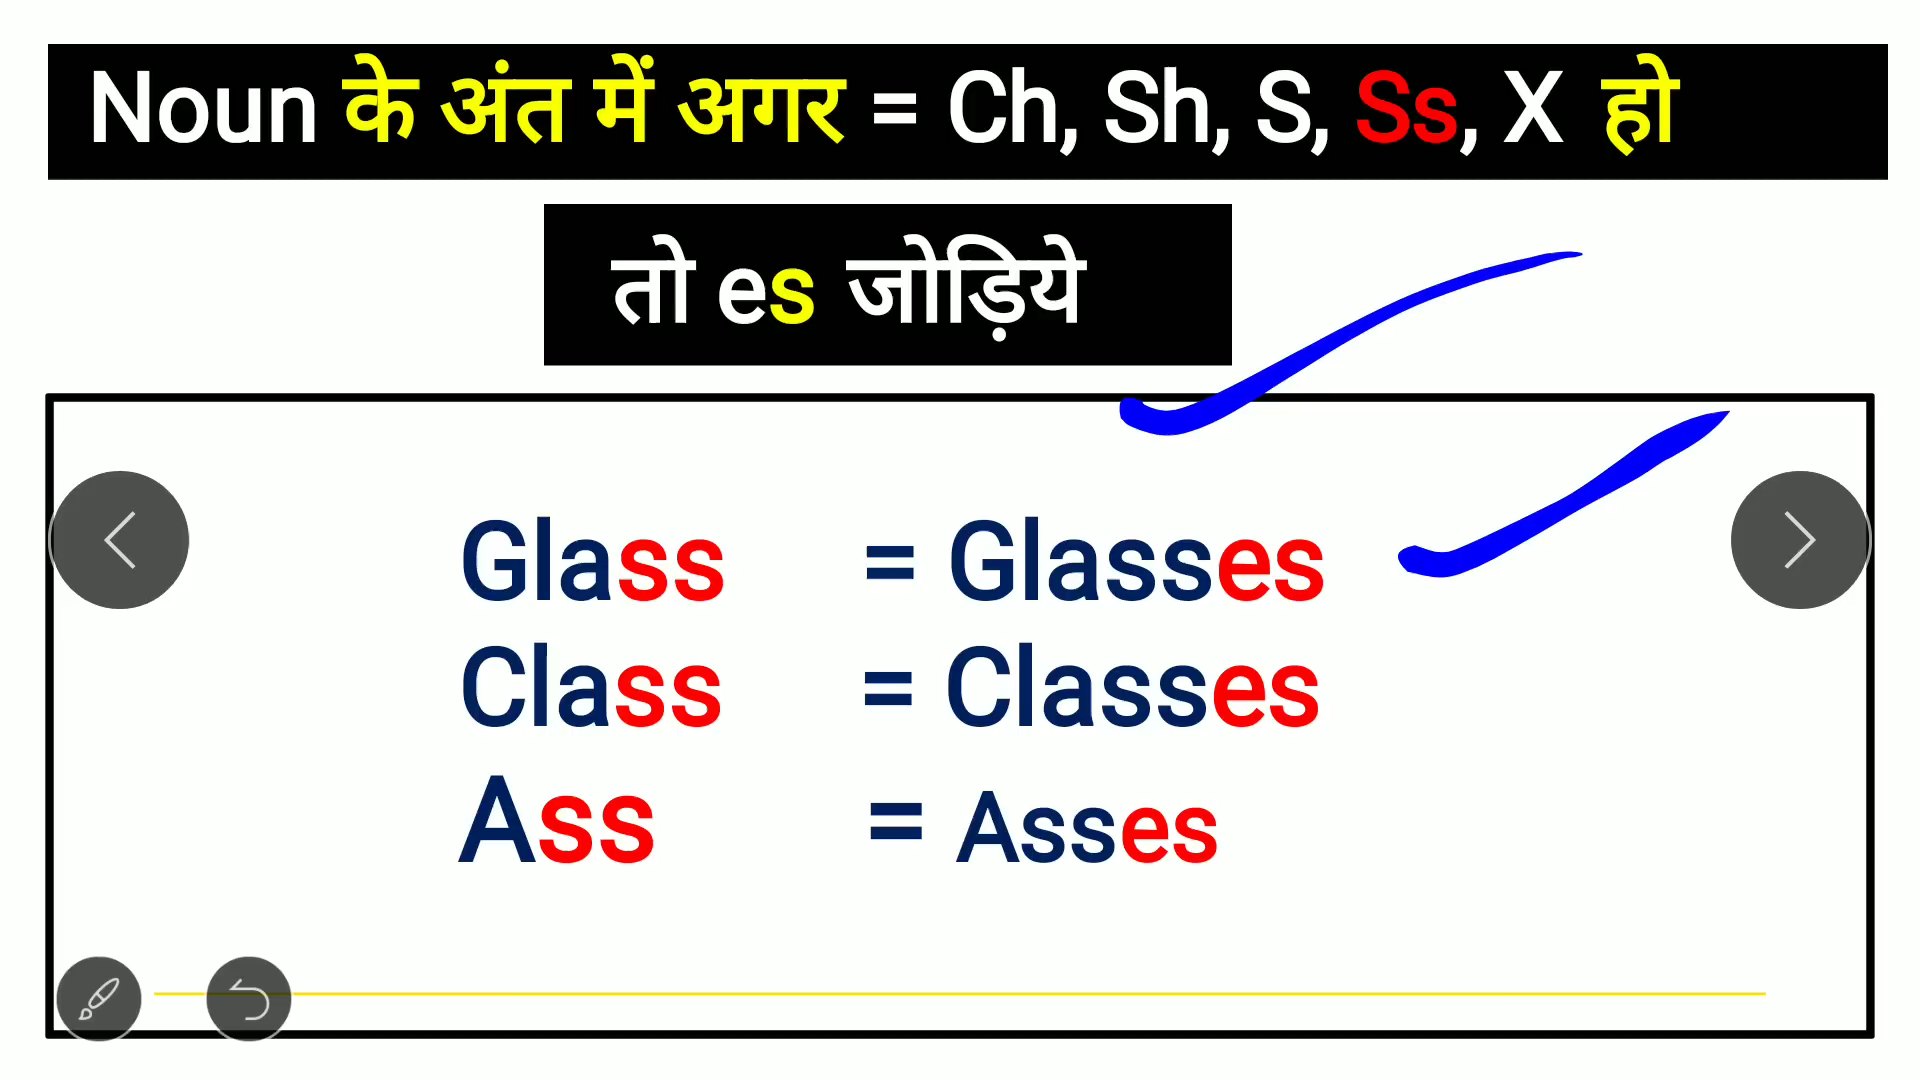 Noun के अंत में अगर = Ch, Sh, S, Ss, X हो
तो es जोड़िये
Glass = Glasses
Class = Classes
Ass = Asses